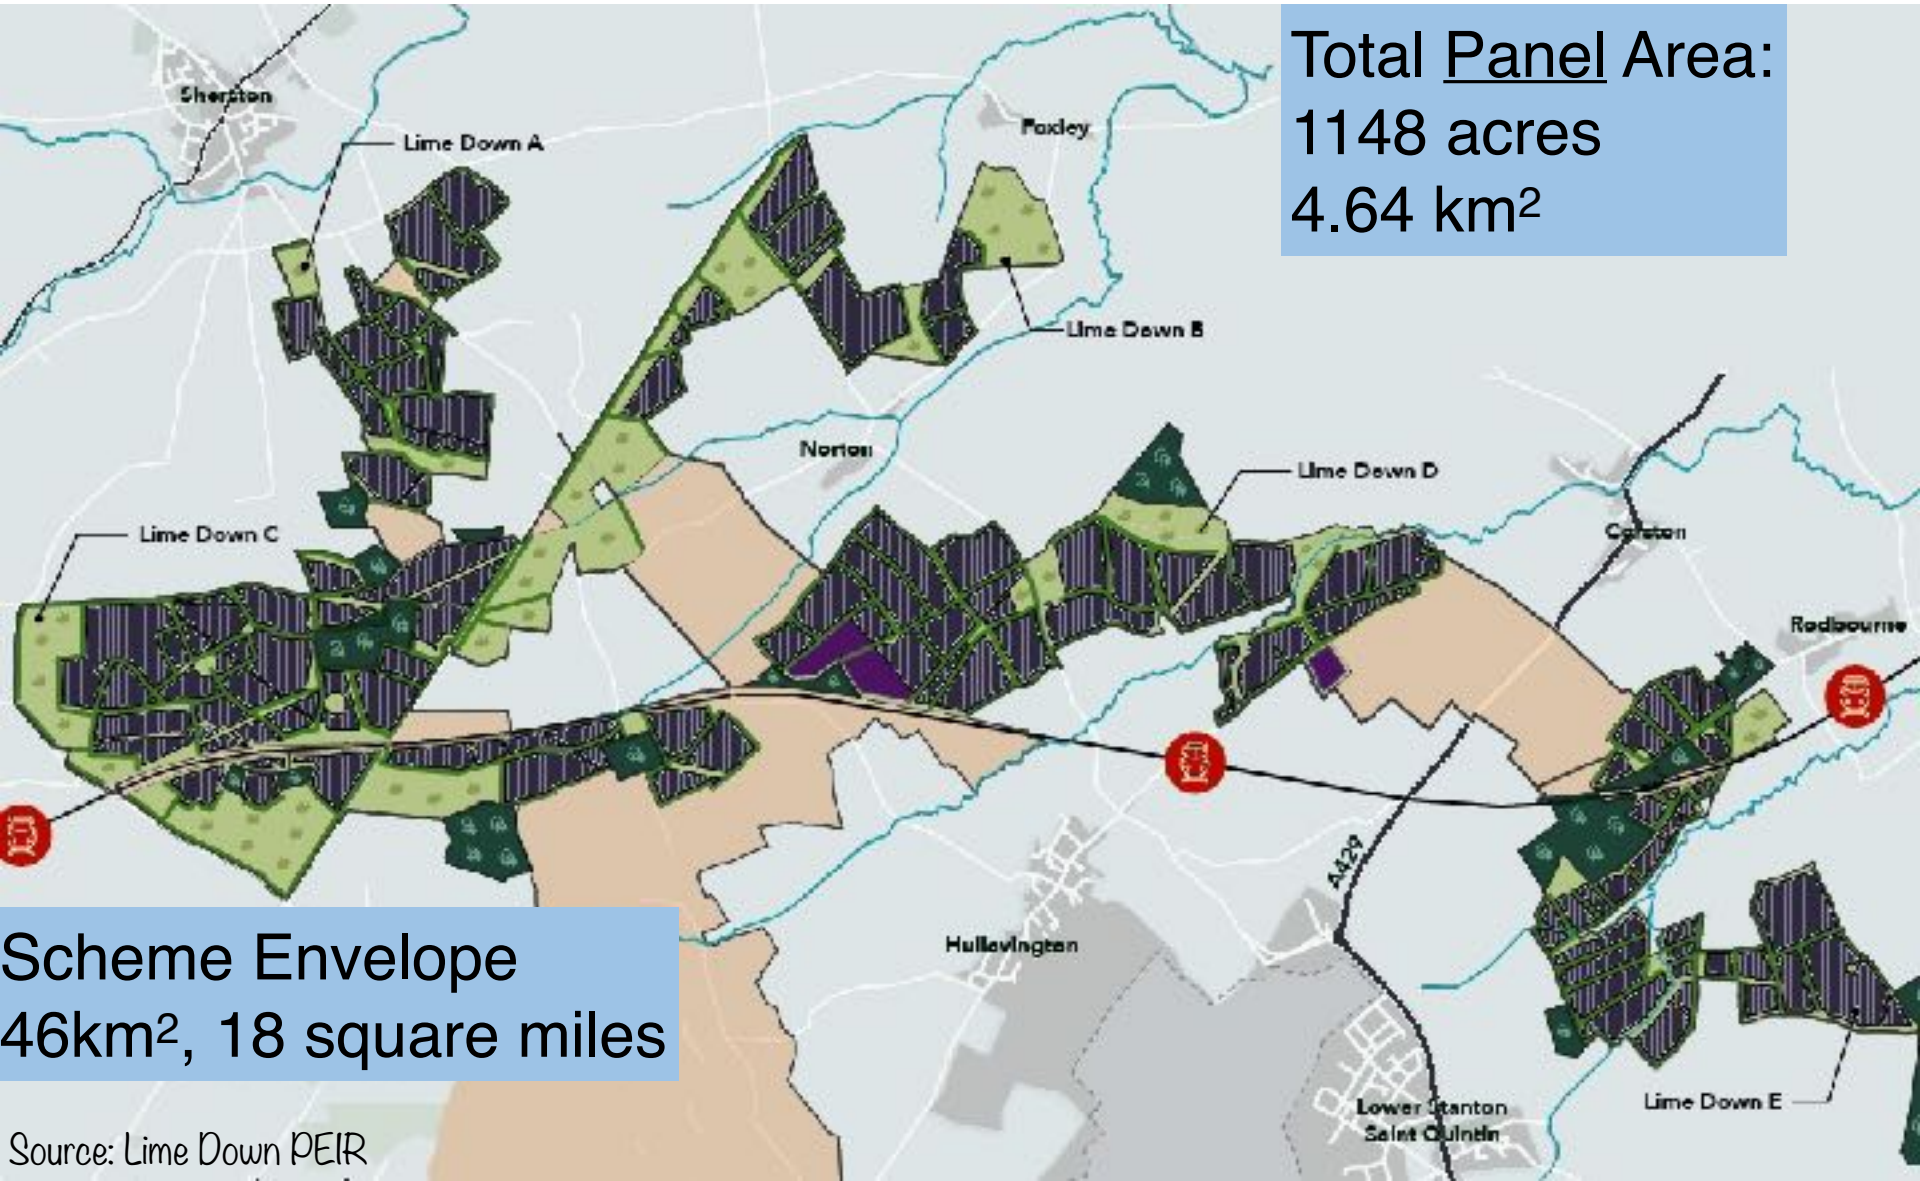 Total Panel Area:
1148 acres
4.64 km²
Sherston
Lime Down A
Foxley
Lime Down B
Norton
Lime Down D
Lime Down C
Corston
Rodbourne
A429
Scheme Envelope
46km², 18 square miles
Hullavington
Lower Stanton
Saint Quintin
Lime Down E
Source: Lime Down PEIR